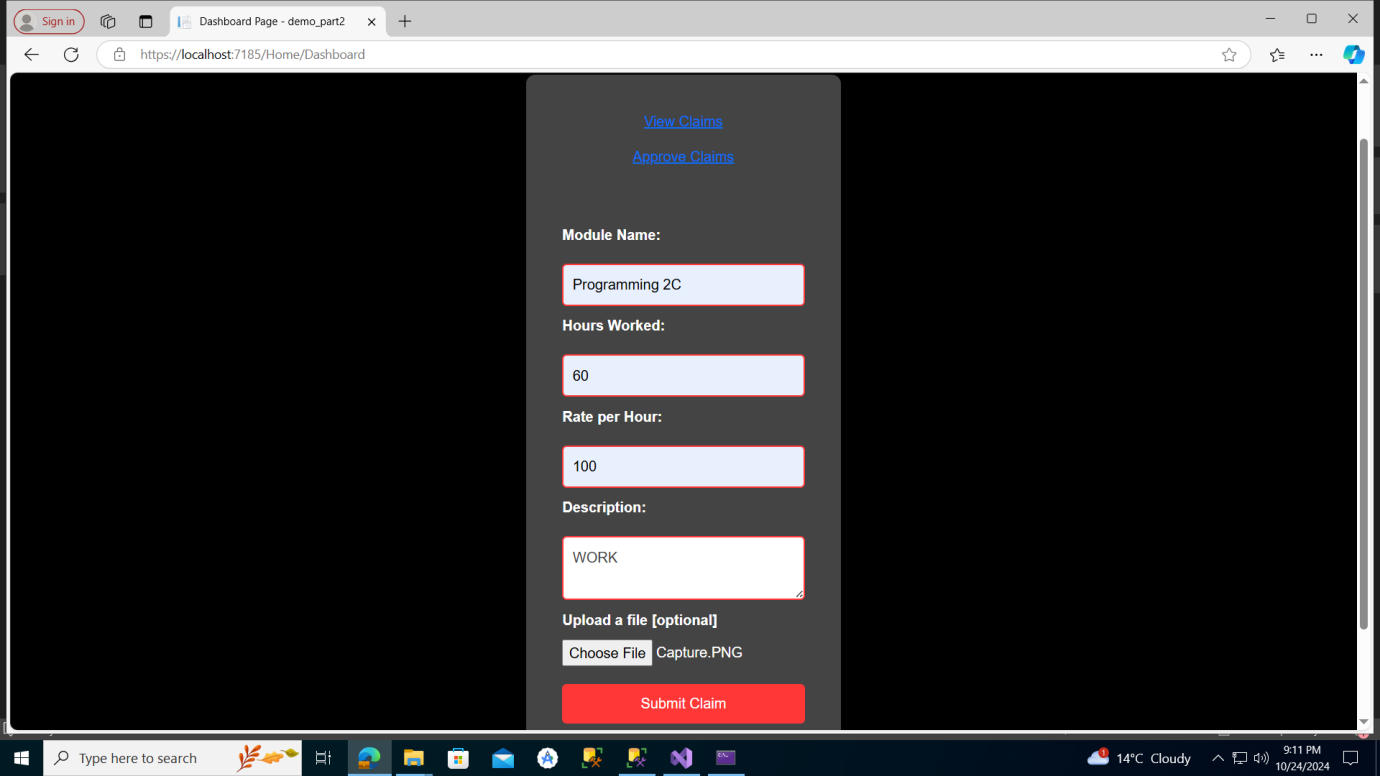 Sign in
Dashboard Page - demo_part2
https://localhost:7185/Home/Dashboard
View Claims
Approve Claims
Module Name:
Programming 2C
Hours Worked:
60
Rate per Hour:
100
Description:
WORK
Upload a file [optional]
Choose File Capture.PNG
Submit Claim
Type here to search
1
14°C Cloudy
9:11 PM
10/24/2024